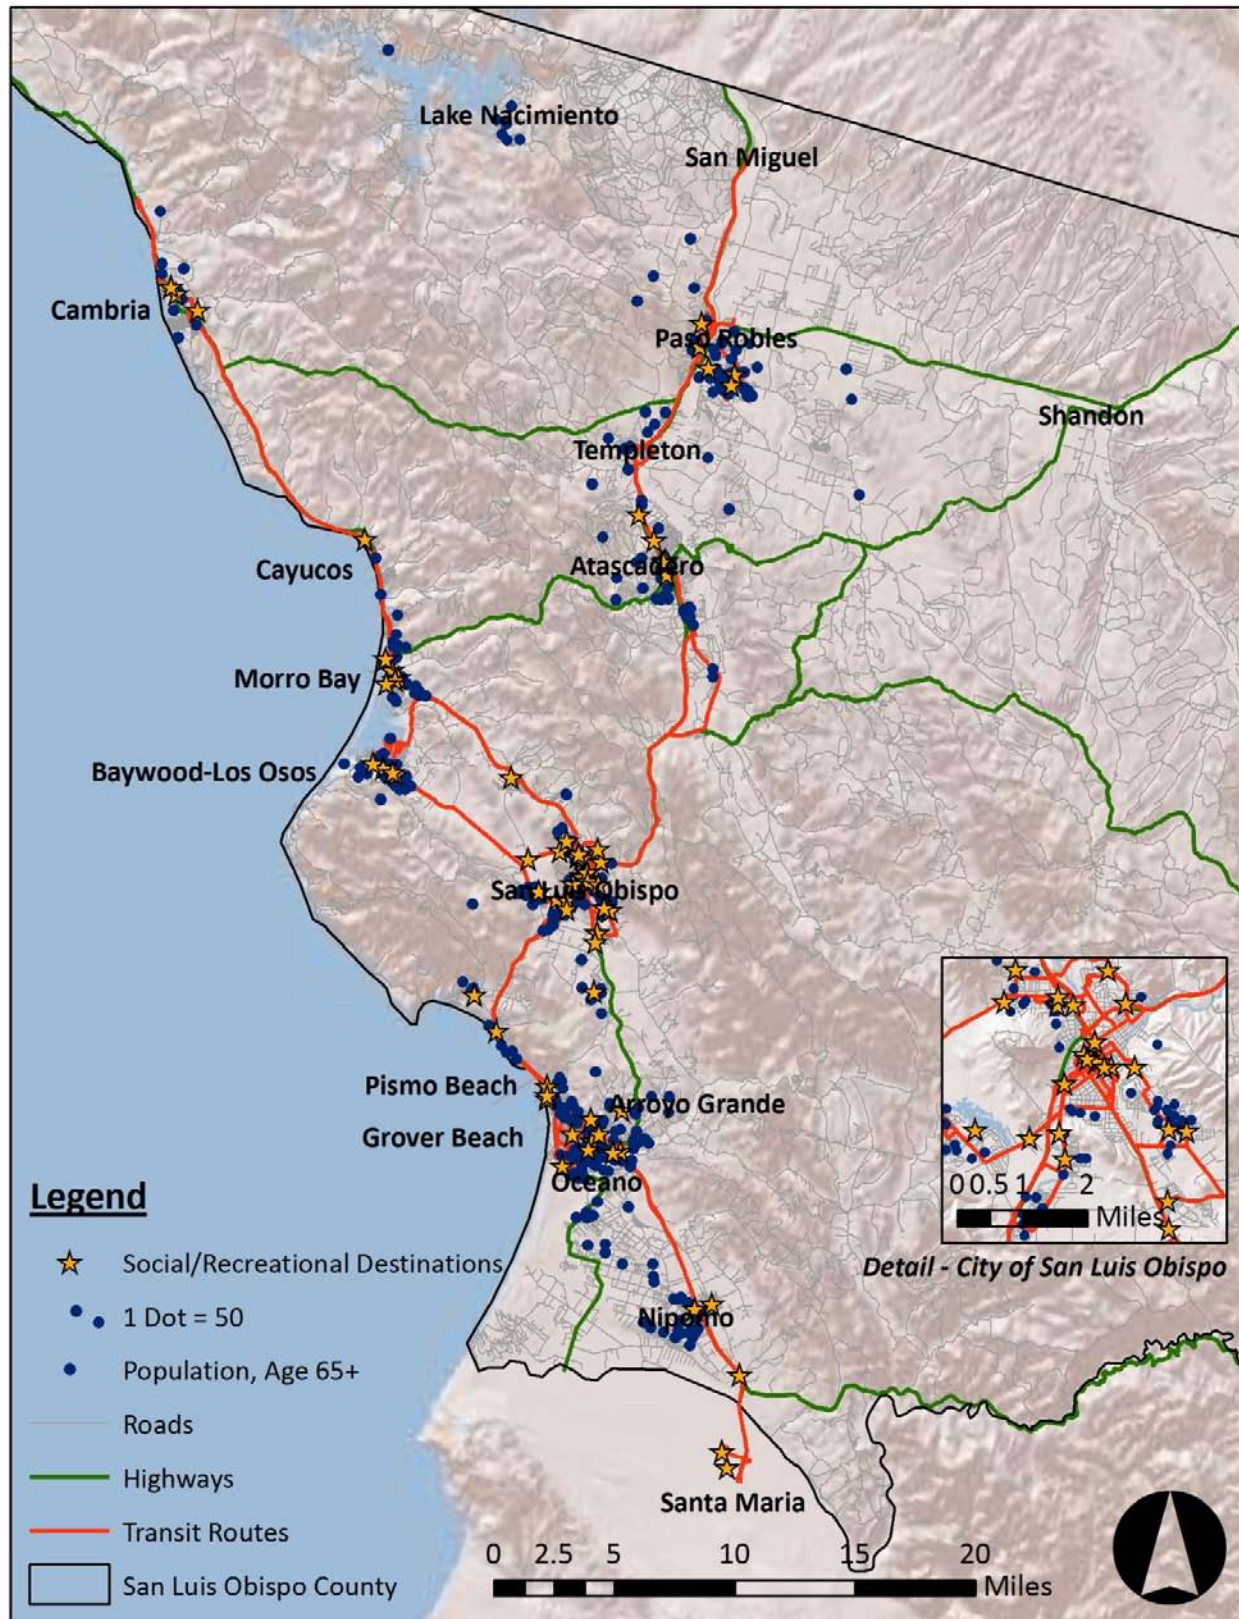 Lake Nacimiento
San Miguel
Cambria
Paso Robles
Shandon
Templeton
Cayucos
Atascadero
Morro Bay
Baywood-Los Osos
San Luis Obispo
Pismo Beach
Arroyo Grande
Grover Beach
Oceano
Nipomo
Santa Maria
0 0.5 1 2
Miles
Detail - City of San Luis Obispo
Legend
Social/Recreational Destinations
1 Dot = 50
Population, Age 65+
Roads
Highways
Transit Routes
San Luis Obispo County
0 2.5 5 10 15 20
Miles